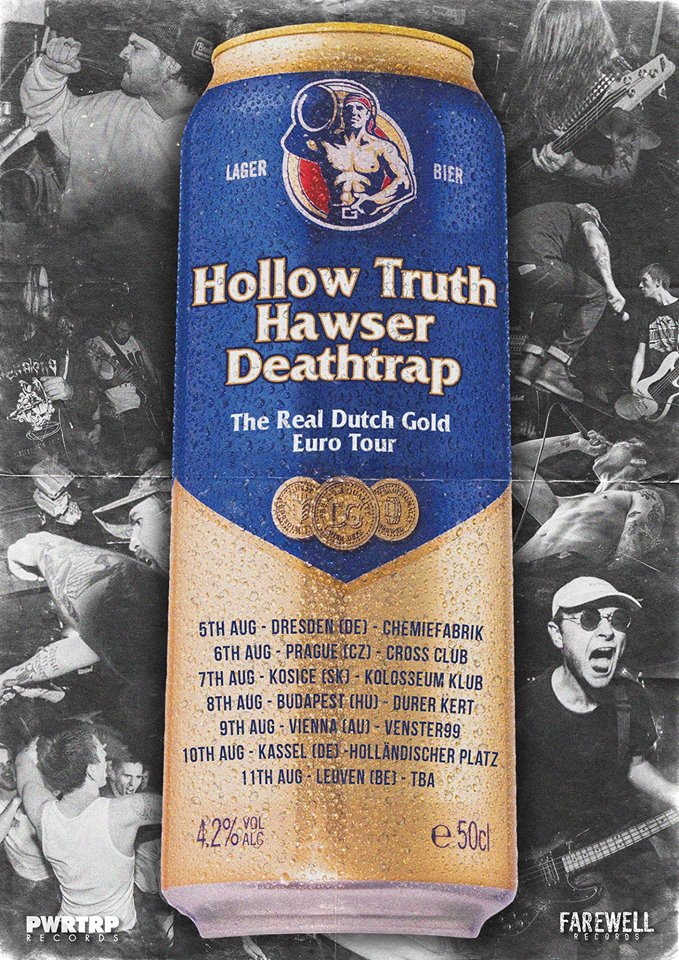 LAGER
BIER
Hollow Truth
Hawser
Deathtrap
The Real Dutch Gold
Euro Tour
DG
5TH AUG - DRESDEN (DE) - CHEMIEFABRIK
6TH AUG - PRAGUE (CZ) - CROSS CLUB
7TH AUG - KOSICE (SK) - KOLOSSEUM KLUB
8TH AUG - BUDAPEST (HU) - DURER KERT
9TH AUG - VIENNA (AU) - VENSTER99
10TH AUG - KASSEL (DE) -HOLLÄNDISCHER PLATZ
11TH AUG - LEUVEN (BE) - TBA
4.2% VOL ALC
e 50cl
PWRTRP
RECORDS
FAREWELL
RECORDS